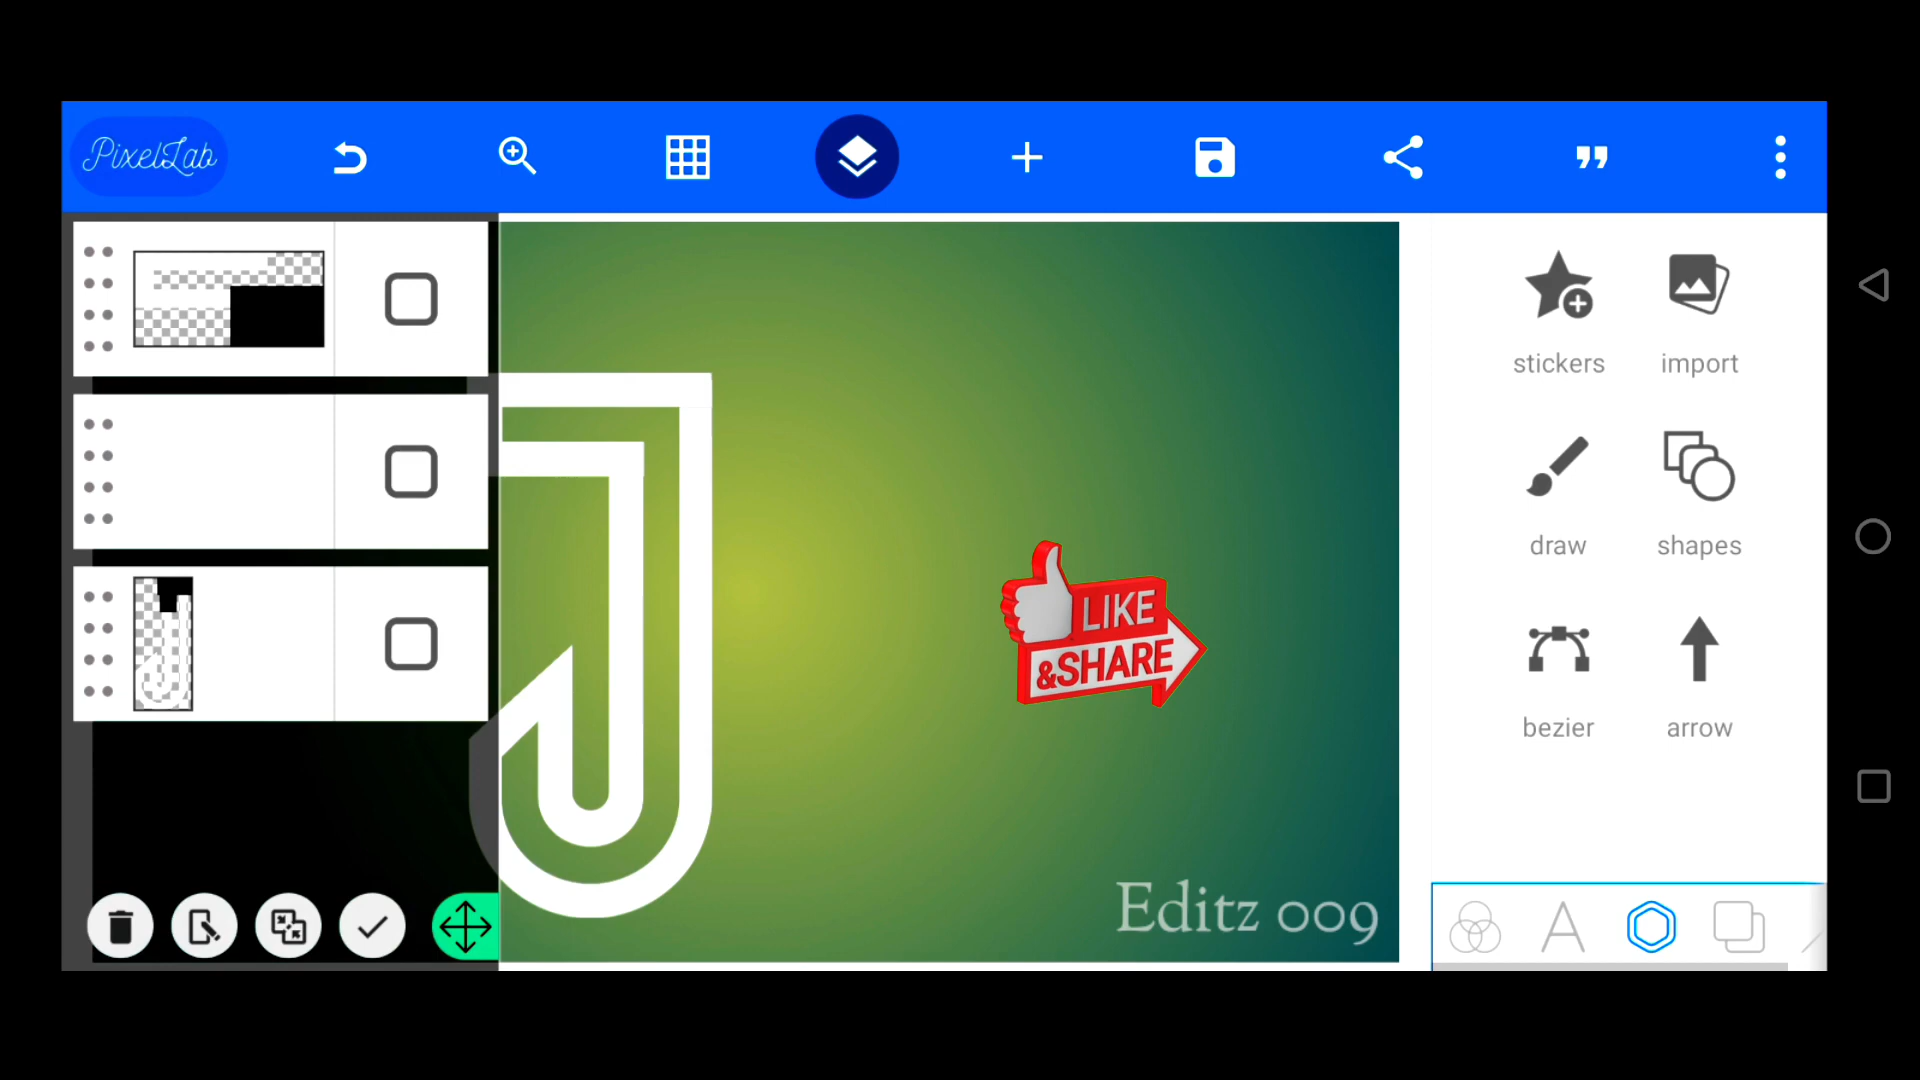 PixelLab
stickers
import
draw
shapes
LIKE
&SHARE
bezier
arrow
Editz 009